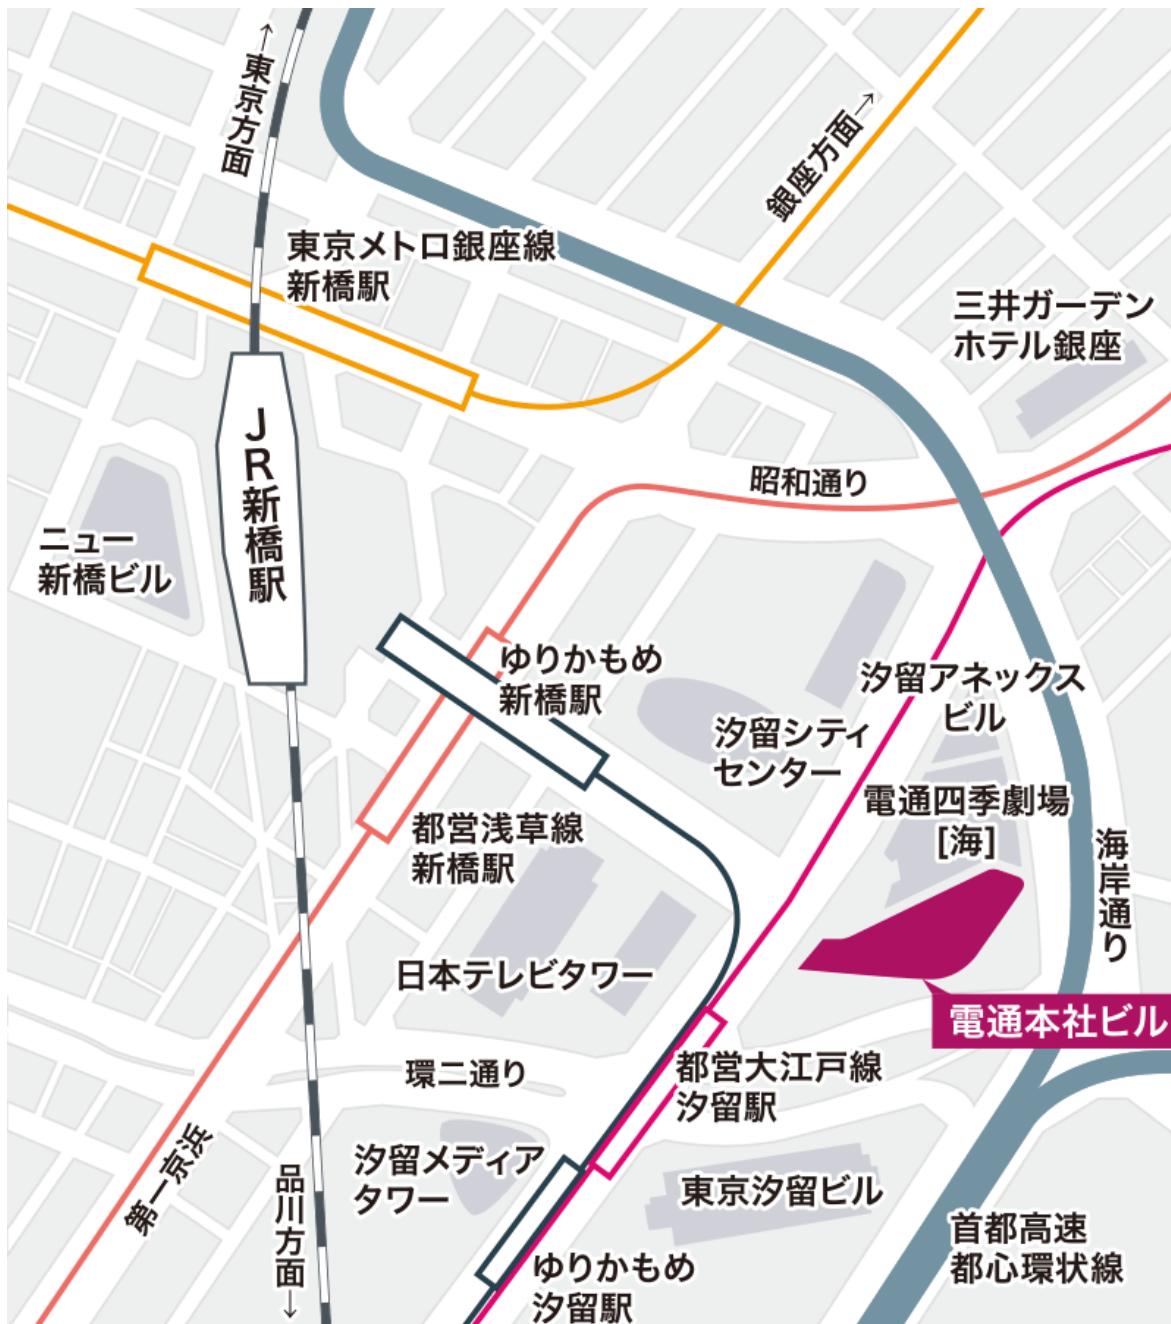 ←東京方面
銀座方面→
東京メトロ銀座線
新橋駅
三井ガーデン
ホテル銀座
JR新橋駅
昭和通り
ニュー
新橋ビル
ゆりかもめ
新橋駅
汐留アネックス
ビル
汐留シティ
センター
電通四季劇場
[海]
都営浅草線
新橋駅
海岸通り
日本テレビタワー
電通本社ビル
環二通り
都営大江戸線
汐留駅
第一京浜
汐留メディア
タワー
品川方面→
東京汐留ビル
首都高速
都心環状線
ゆりかもめ
汐留駅